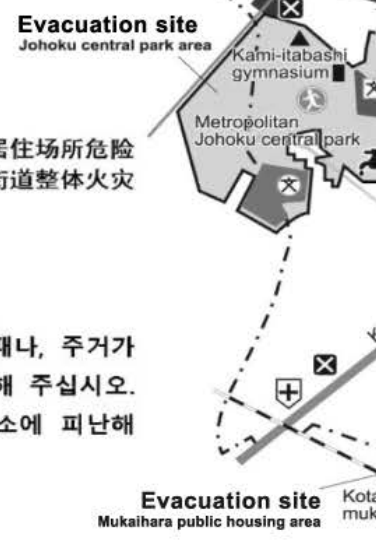 Evacuation site
Johoku central park area
Kami-itabashi
gymnasium
Metropolitan
Johoku central park
居住场所危险
街道整体火灾
때나, 주거가
해 주십시오.
소에 피난해
Evacuation site
Mukaihara public housing area
Kota
muk